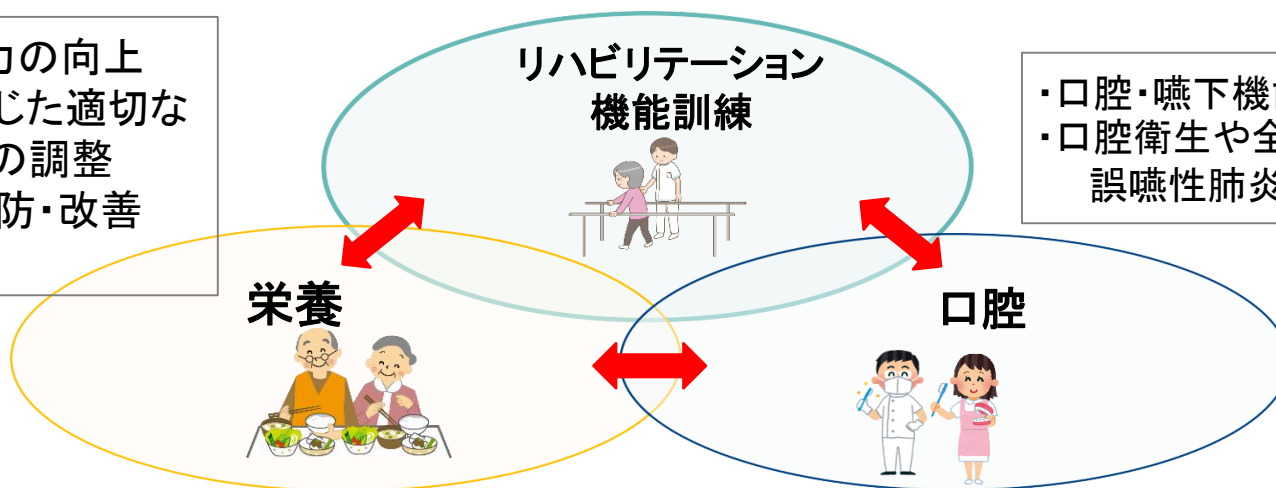 力の向上
じた適切な
の調整
防・改善
リハビリテーション
機能訓練
・口腔・嚥下機
・口腔衛生や全
誤嚥性肺炎
栄養
口腔